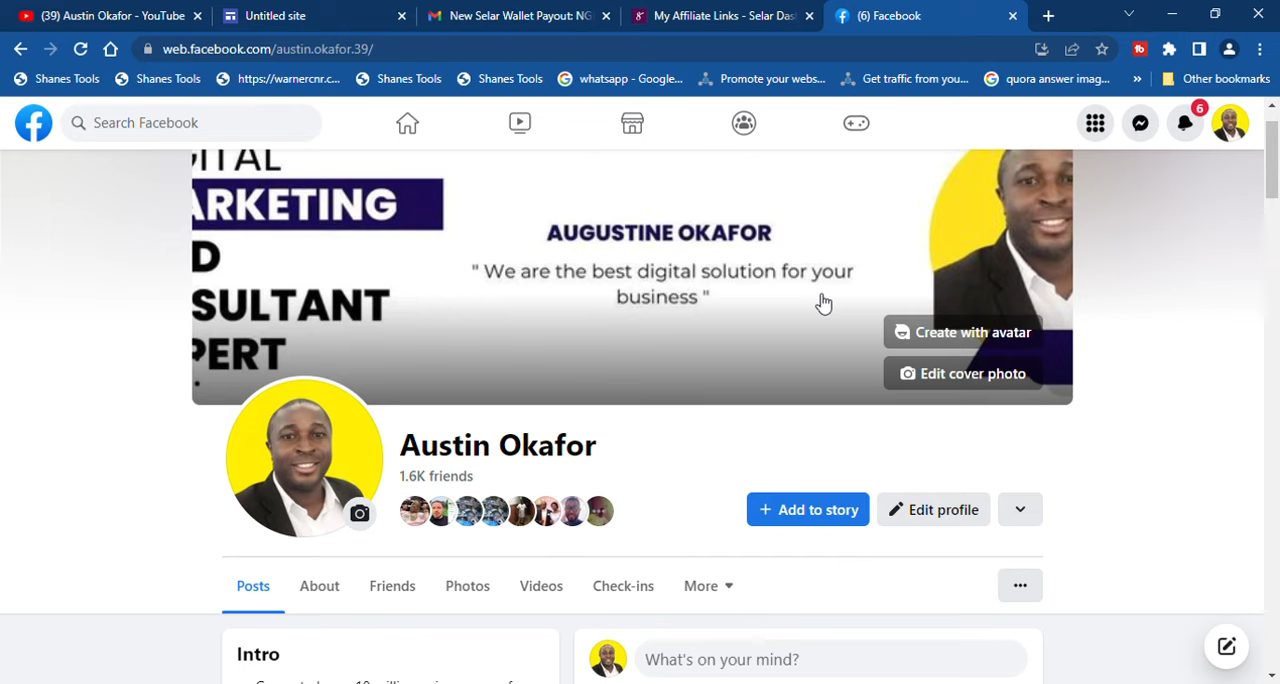 (39) Austin Okafor - YouTube
Untitled site
New Selar Wallet Payout: NG
My Affiliate Links - Selar Das
(6) Facebook
web.facebook.com/austin.okafor.39/
Shanes Tools
Shanes Tools
https://warnercnr.c...
Shanes Tools
Shanes Tools
whatsapp - Google...
Promote your webs...
Get traffic from you...
quora answer imag...
»
Other bookmarks
Search Facebook
6
AUGUSTINE OKAFOR
" We are the best digital solution for your
business "
Create with avatar
Edit cover photo
Austin Okafor
1.6K friends
+ Add to story
Edit profile
Posts
About
Friends
Photos
Videos
Check-ins
More
Intro
What's on your mind?